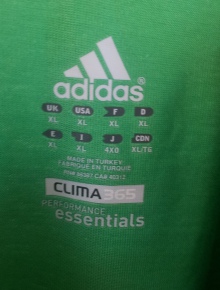 adidas®
UK USA F D
XL XL XL XL
E I J CDN
XL XL 4XO XL/TG
MADE IN TURKEY
FABRIQUE EN TURQUIE
CLIMA365
PERFORMANCE
essentials